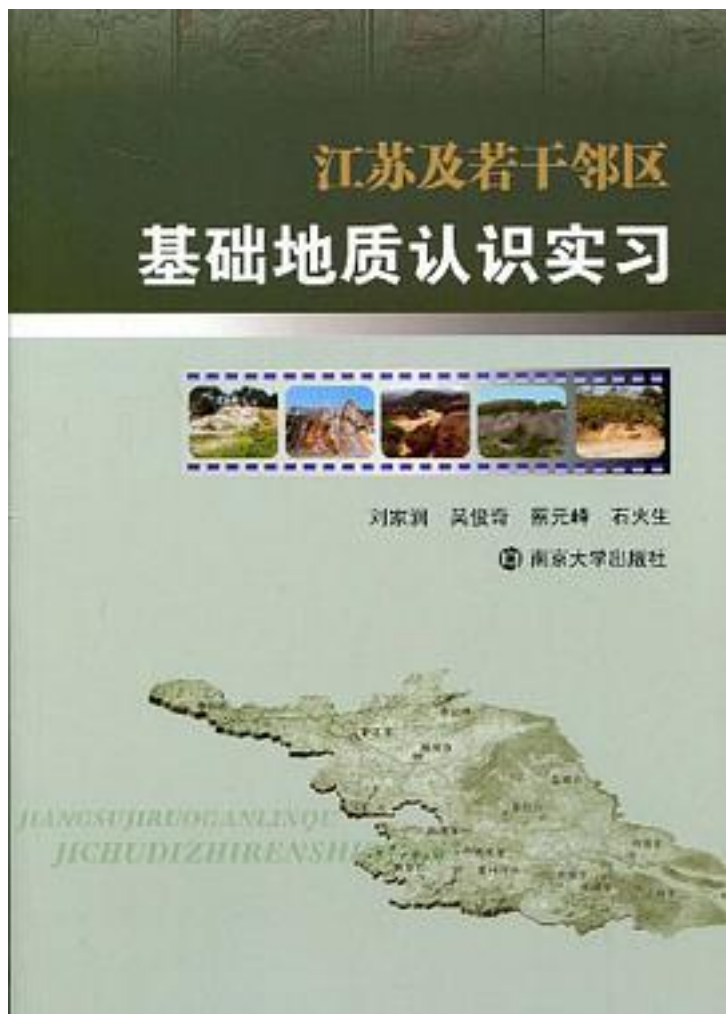 江苏及若干邻区
基础地质认识实习
刘家润 吴俊奇 蔡元峰 石火生
南京大学出版社
JIANGSUJIRUOGANLINQU
JICHUDIZHIRENSHI